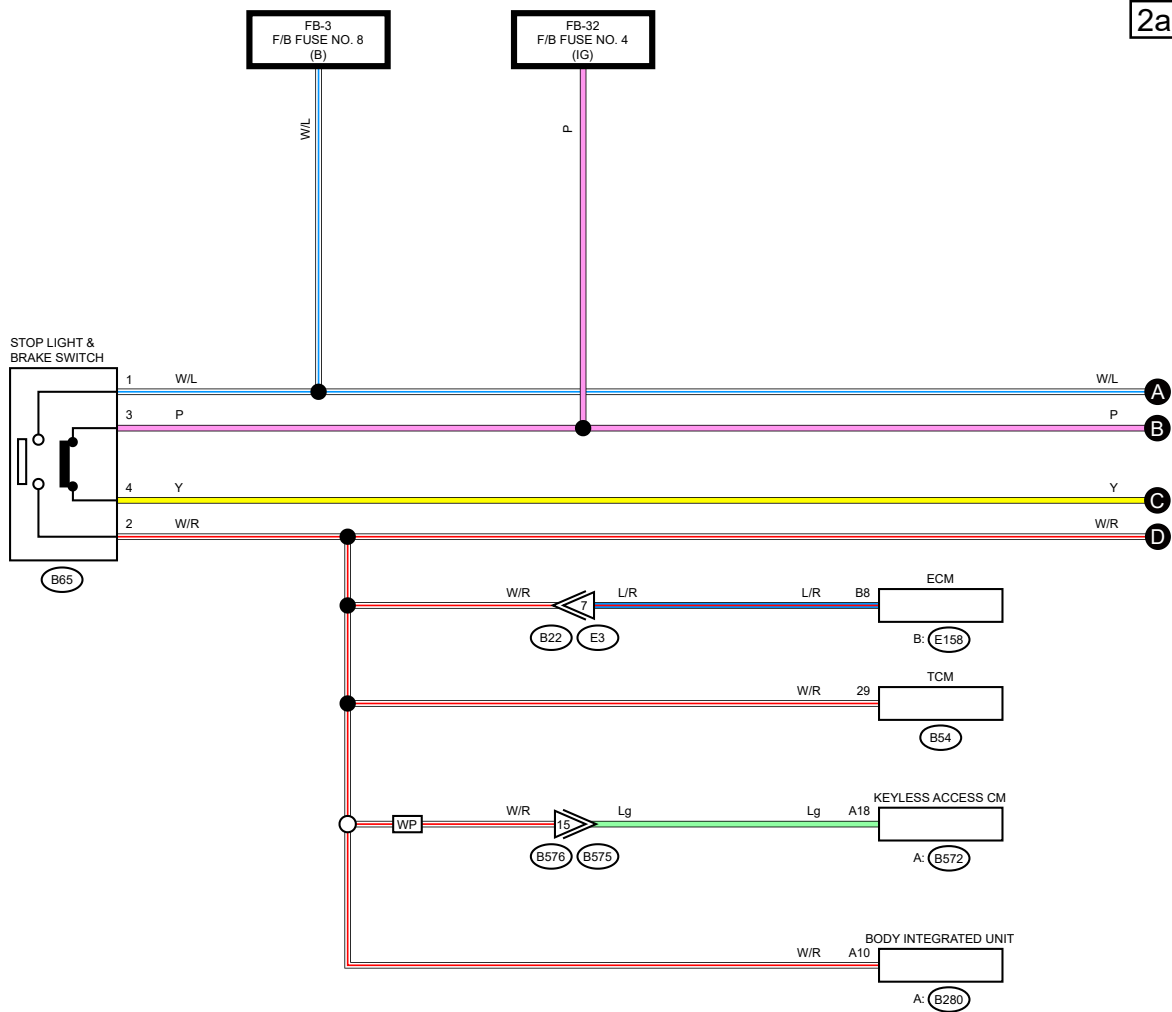 2a
FB-3
F/B FUSE NO. 8
(B)
FB-32
F/B FUSE NO. 4
(IG)
W/L
P
STOP LIGHT &
BRAKE SWITCH
1 W/L W/L A
3 P P B
4 Y Y C
2 W/R W/R D
B65
ECM
W/R 7 L/R L/R B8
B22 E3
B: E158
TCM
W/R 29
B54
KEYLESS ACCESS CM
WP W/R 15 Lg Lg A18
B576 B575
A: B572
BODY INTEGRATED UNIT
W/R A10
A: B280